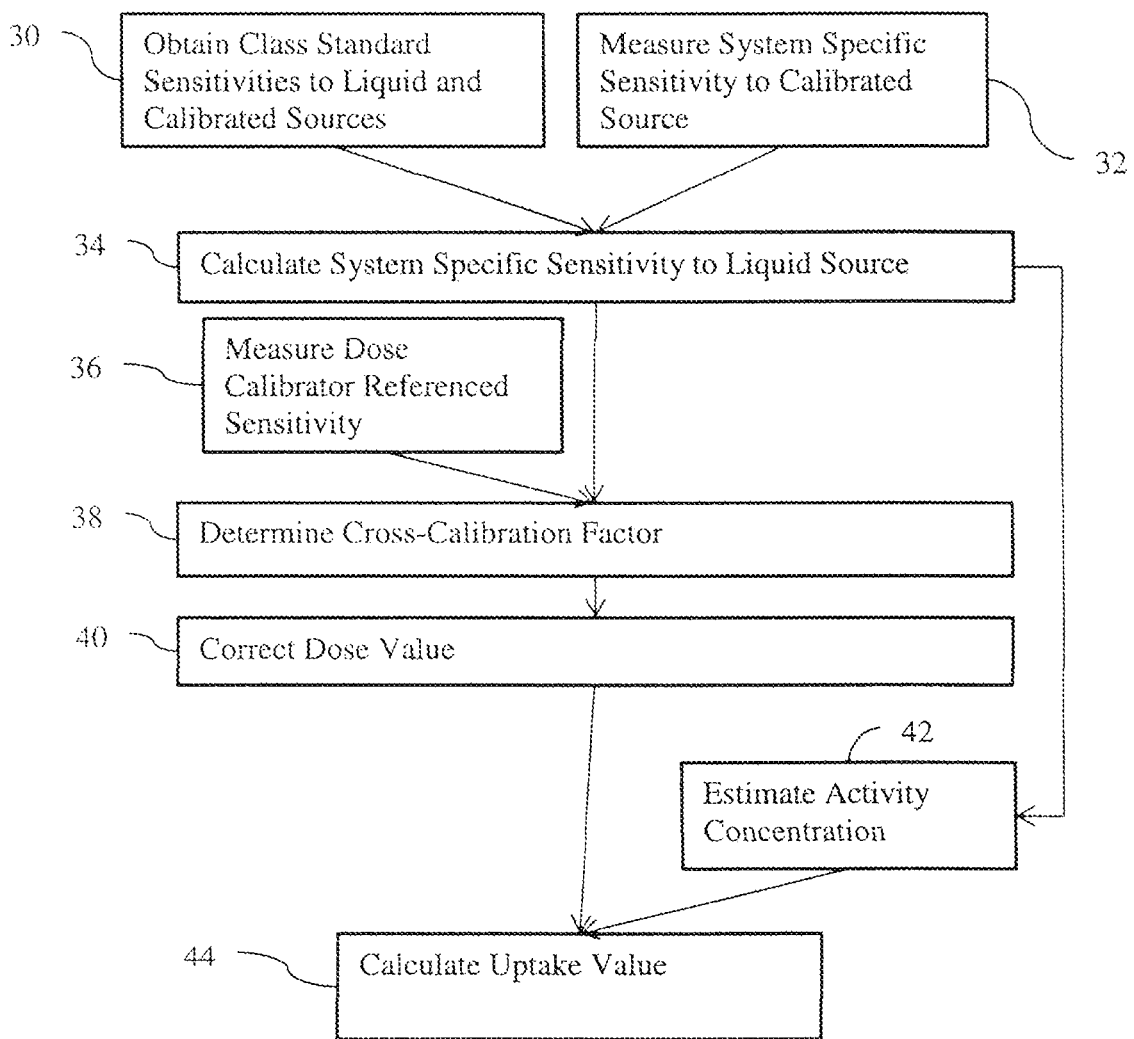 30
Obtain Class Standard
Sensitivities to Liquid and
Calibrated Sources
Measure System Specific
Sensitivity to Calibrated
Source
32
34
Calculate System Specific Sensitivity to Liquid Source
36
Measure Dose
Calibrator Referenced
Sensitivity
38
Determine Cross-Calibration Factor
40
Correct Dose Value
42
Estimate Activity
Concentration
44
Calculate Uptake Value